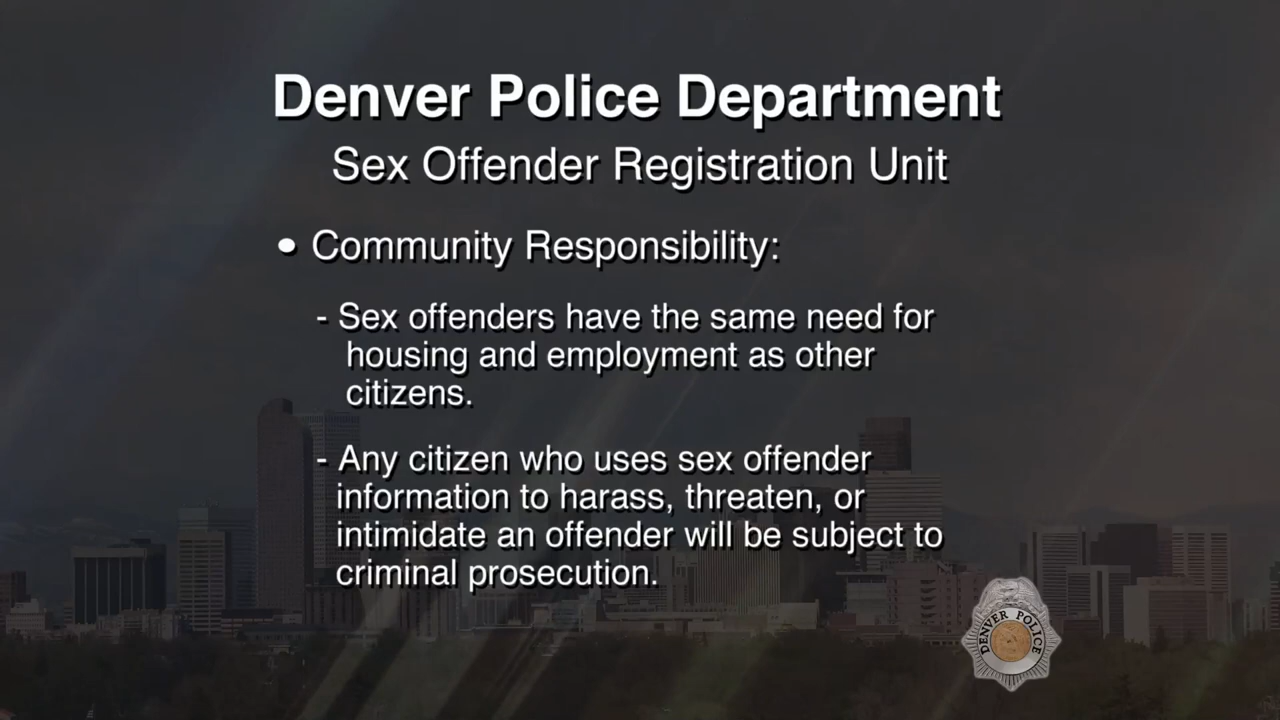 Denver Police Department
Sex Offender Registration Unit
• Community Responsibility:
- Sex offenders have the same need for
housing and employment as other
citizens.
- Any citizen who uses sex offender
information to harass, threaten, or
intimidate an offender will be subject to
criminal prosecution.
DENVER POLICE